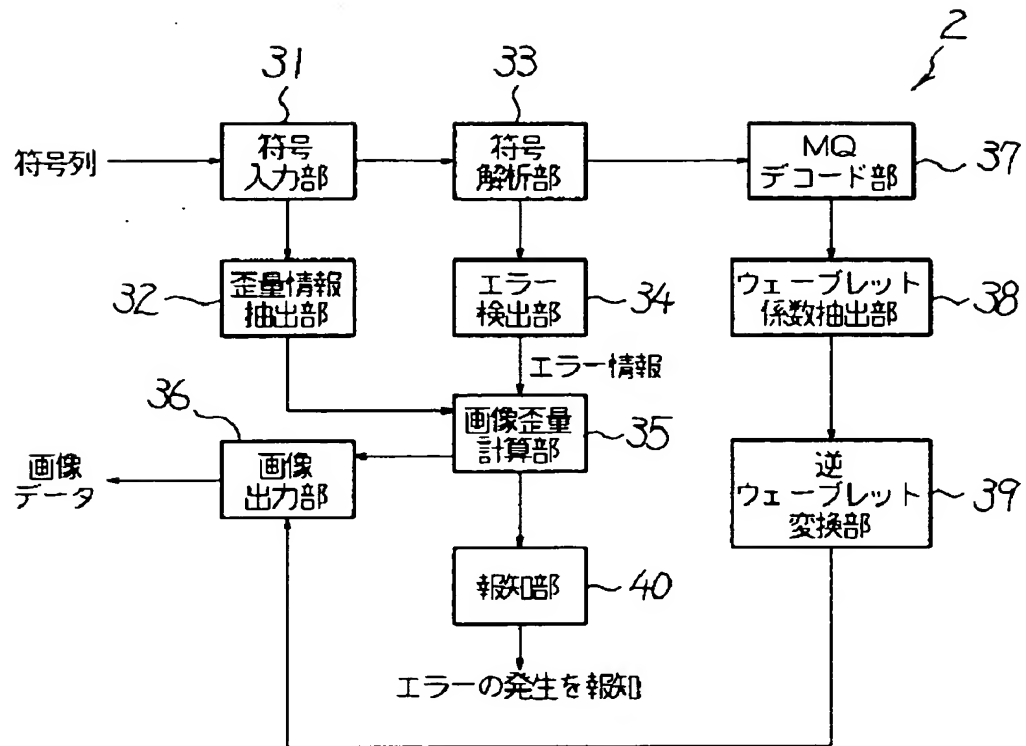 2
31
33
符号列
符号
入力部
符号
解析部
MQ
デコード部
37
32
歪量情報
抽出部
エラー
検出部
34
ウェーブレット
係数抽出部
38
エラー情報
36
画像
データ
画像
出力部
画像歪量
計算部
35
逆
ウェーブレット
変換部
39
報知部
40
エラーの発生を報知